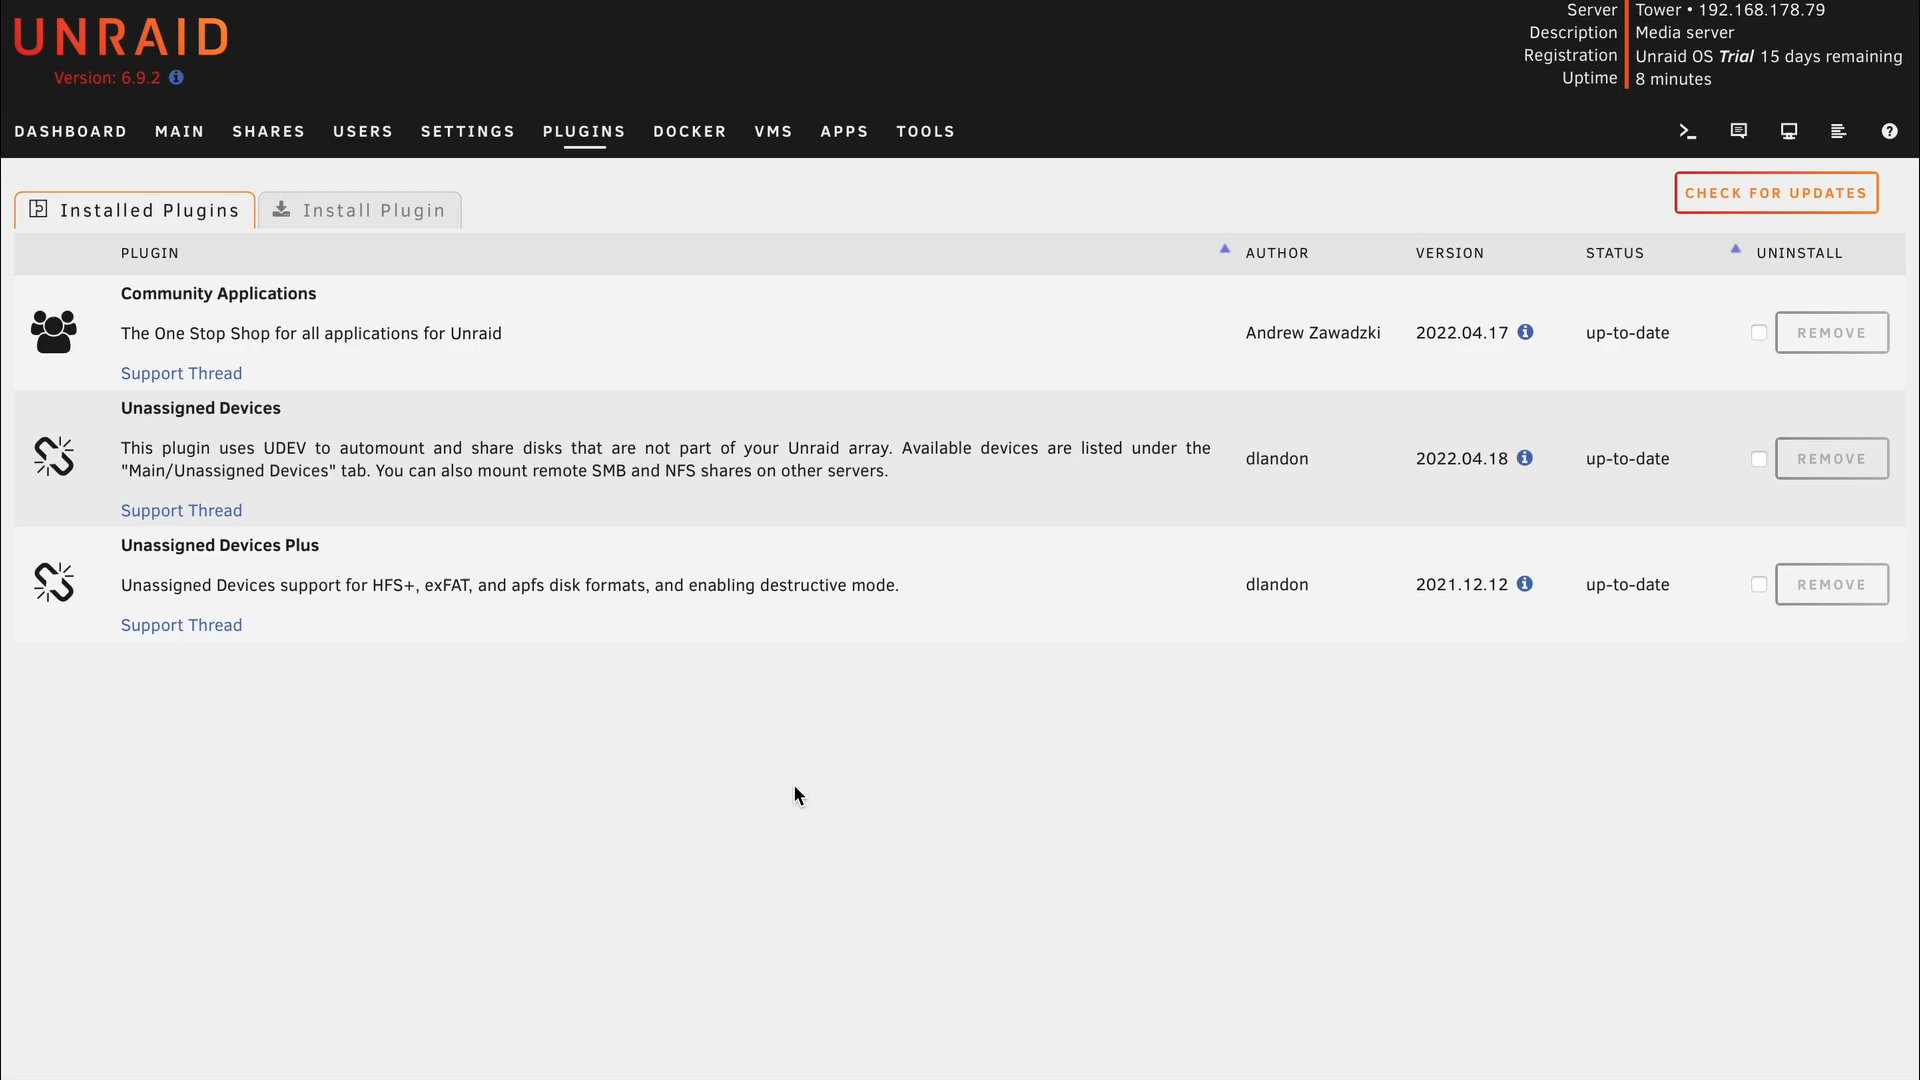 UNRAID
Version: 6.9.2
Server Tower • 192.168.178.79
Description Media server
Registration Unraid OS Trial 15 days remaining
Uptime 8 minutes
DASHBOARD MAIN SHARES USERS SETTINGS PLUGINS DOCKER VMS APPS TOOLS
Installed Plugins Install Plugin
CHECK FOR UPDATES
PLUGIN AUTHOR VERSION STATUS UNINSTALL
Community Applications
The One Stop Shop for all applications for Unraid
Support Thread
Andrew Zawadzki 2022.04.17 up-to-date REMOVE
Unassigned Devices
This plugin uses UDEV to automount and share disks that are not part of your Unraid array. Available devices are listed under the
"Main/Unassigned Devices" tab. You can also mount remote SMB and NFS shares on other servers.
Support Thread
dlandon 2022.04.18 up-to-date REMOVE
Unassigned Devices Plus
Unassigned Devices support for HFS+, exFAT, and apfs disk formats, and enabling destructive mode.
Support Thread
dlandon 2021.12.12 up-to-date REMOVE